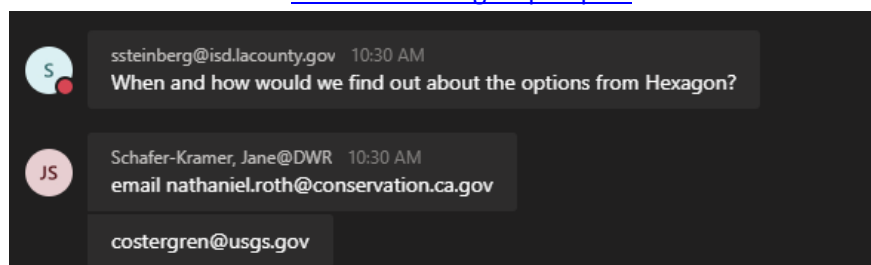 S
ssteinberg@isd.lacounty.gov 10:30 AM
When and how would we find out about the options from Hexagon?
JS
Schafer-Kramer, Jane@DWR 10:30 AM
email nathaniel.roth@conservation.ca.gov
costergren@usgs.gov